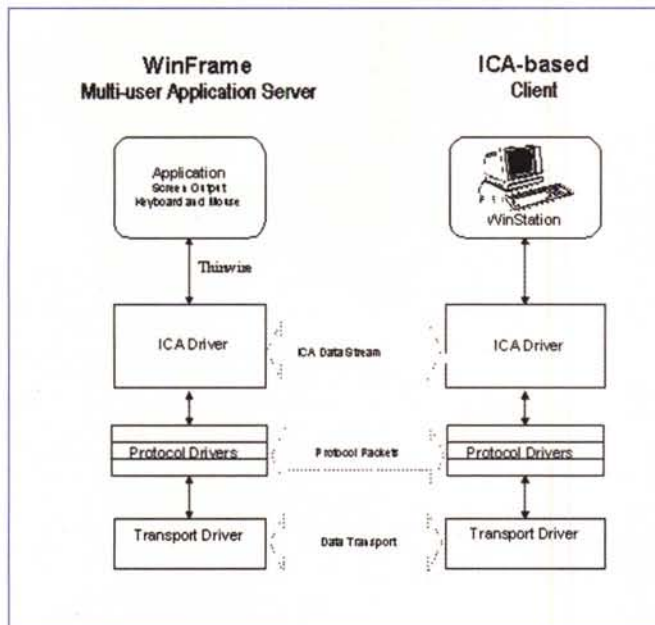 WinFrame
Multi-user Application Server
ICA-based
Client
Application
Screen Output
Keyboard and Mouse
WinStation
Thinwire
ICA Driver
ICA Data Stream
ICA Driver
Protocol Drivers
Protocol Packets
Protocol Drivers
Transport Driver
Data Transport
Transport Driver